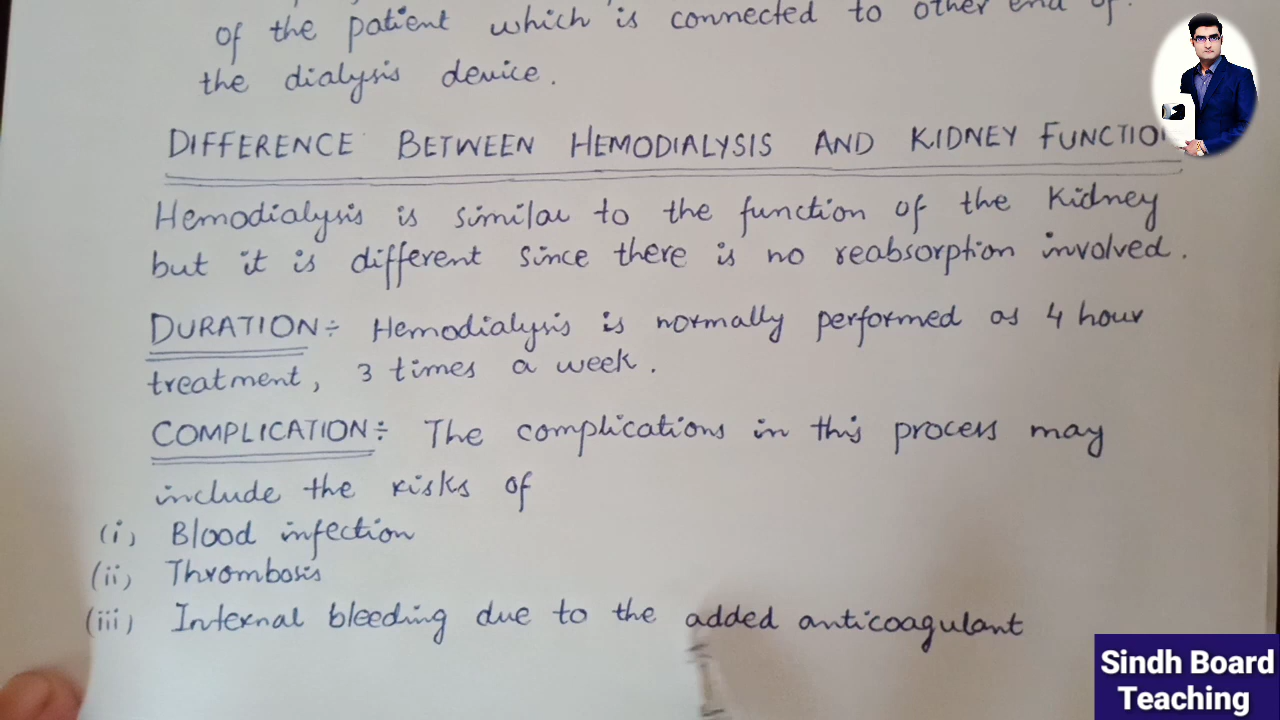 of the patient which is connected to other end of
the dialysis device.
DIFFERENCE BETWEEN HEMODIALYSIS AND KIDNEY FUNCTIO
Hemodialysis is similar to the function of the Kidney
but it is different since there is no reabsorption involved.
DURATION:- Hemodialysis is normally performed as 4 hour
treatment, 3 times a week.
COMPLICATION:- The complications in this process may
include the risks of
(i) Blood infection
(ii) Thrombosis
(iii) Internal bleeding due to the added anticoagulant
Sindh Board
Teaching